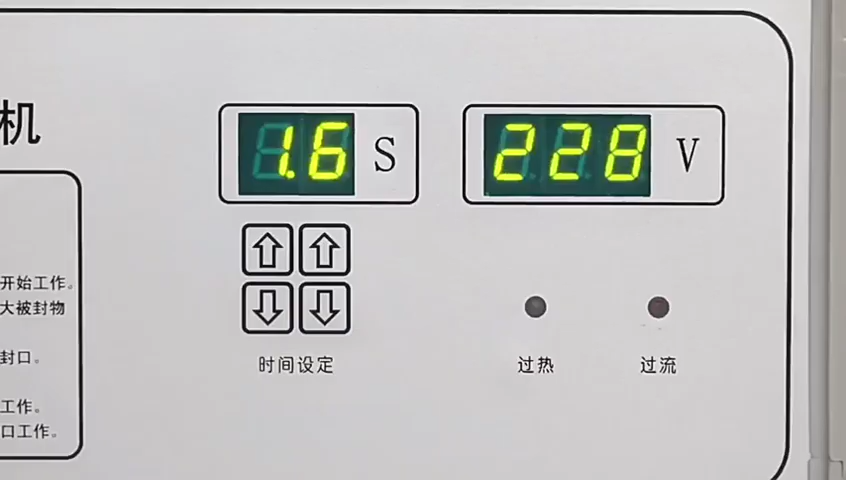 机
1.6 S
228 V
开始工作。
大被封物
封口。
工作。
口工作。
时间设定
过热
过流